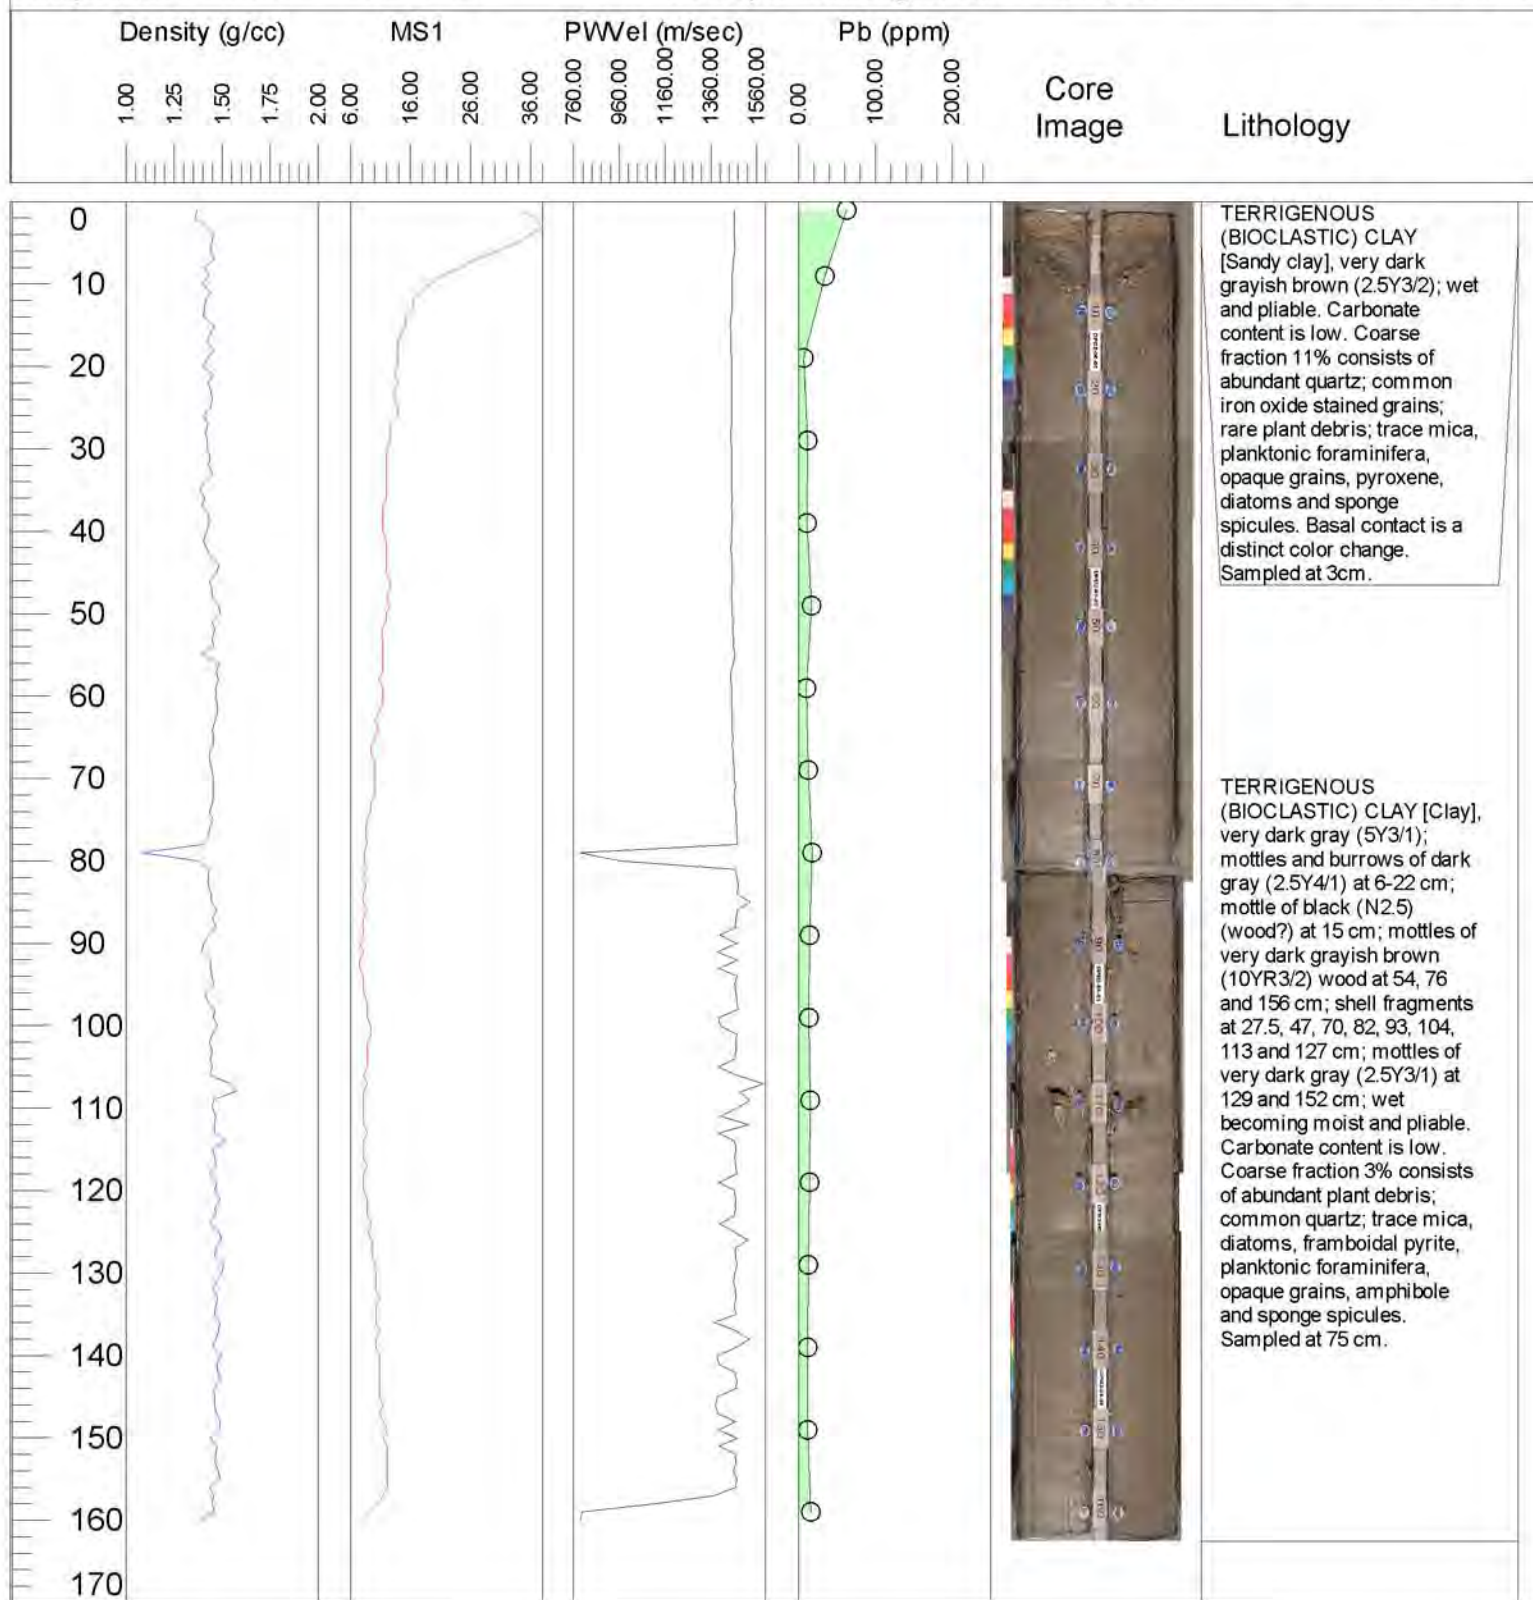 Density (g/cc)
MS1
PWVel (m/sec)
Pb (ppm)
1.00
1.25
1.50
1.75
2.00
6.00
16.00
26.00
36.00
760.00
960.00
1160.00
1360.00
1560.00
0.00
100.00
200.00
Core
Image
Lithology
0
10
20
30
40
50
60
70
80
90
100
110
120
130
140
150
160
170
TERRIGENOUS
(BIOCLASTIC) CLAY
[Sandy clay], very dark
grayish brown (2.5Y3/2); wet
and pliable. Carbonate
content is low. Coarse
fraction 11% consists of
abundant quartz; common
iron oxide stained grains;
rare plant debris; trace mica,
planktonic foraminifera,
opaque grains, pyroxene,
diatoms and sponge
spicules. Basal contact is a
distinct color change.
Sampled at 3cm.
TERRIGENOUS
(BIOCLASTIC) CLAY [Clay],
very dark gray (5Y3/1);
mottles and burrows of dark
gray (2.5Y4/1) at 6-22 cm;
mottle of black (N2.5)
(wood?) at 15 cm; mottles of
very dark grayish brown
(10YR3/2) wood at 54, 76
and 156 cm; shell fragments
at 27.5, 47, 70, 82, 93, 104,
113 and 127 cm; mottles of
very dark gray (2.5Y3/1) at
129 and 152 cm; wet
becoming moist and pliable.
Carbonate content is low.
Coarse fraction 3% consists
of abundant plant debris;
common quartz; trace mica,
diatoms, framboidal pyrite,
planktonic foraminifera,
opaque grains, amphibole
and sponge spicules.
Sampled at 75 cm.